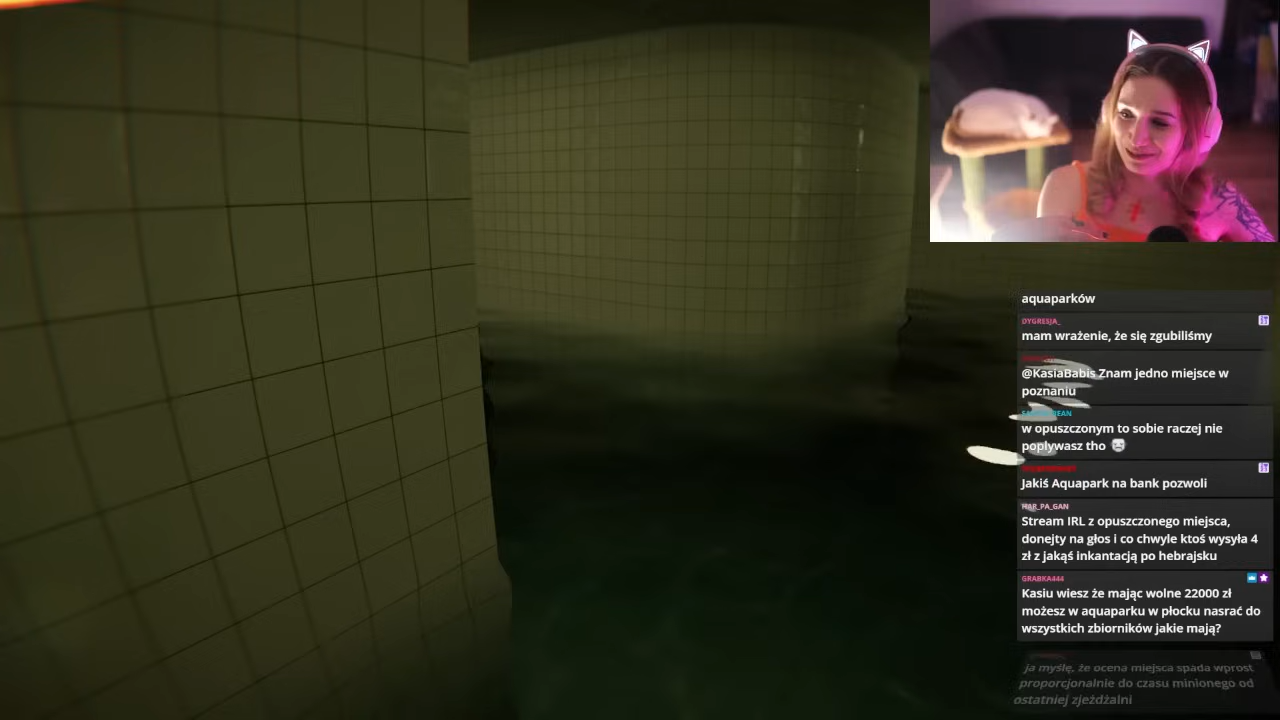 aquaparków
DYGRESJA_
mam wrażenie, że się zgubiliśmy
@KasiaBabis Znam jedno miejsce w
poznaniu
w opuszczonym to sobie raczej nie
poplywasz tho
Jakiś Aquapark na bank pozwoli
HAR_PA_GAN
Stream IRL z opuszczonego miejsca,
donejty na głos i co chwyle ktoś wysyła 4
zł z jakąś inkantacją po hebrajsku
GRABKA444
Kasiu wiesz że mając wolne 22000 zł
możesz w aquaparku w płocku nasrać do
wszystkich zbiorników jakie mają?
ja myślę, że ocena miejsca spada wprost
proporcjonalnie do czasu minionego od
ostatniej zjeżdżalni